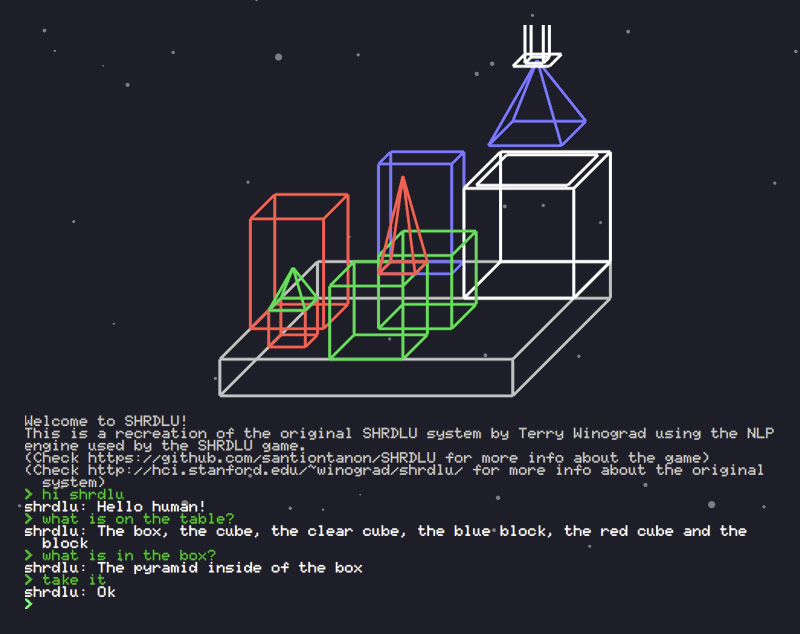 Welcome to SHRDLU!
This is a recreation of the original SHRDLU system by Terry Winograd using the NLP
engine used by the SHRDLU game.
(Check https://github.com/santiontanon/SHRDLU for more info about the game)
(Check http://hci.stanford.edu/~winograd/shrdlu/ for more info about the original
system)
> hi shrdlu
shrdlu: Hello human!
> what is on the table?
shrdlu: The box, the cube, the clear cube, the blue block, the red cube and the
block
> what is in the box?
shrdlu: The pyramid inside of the box
> take it
shrdlu: Ok
>